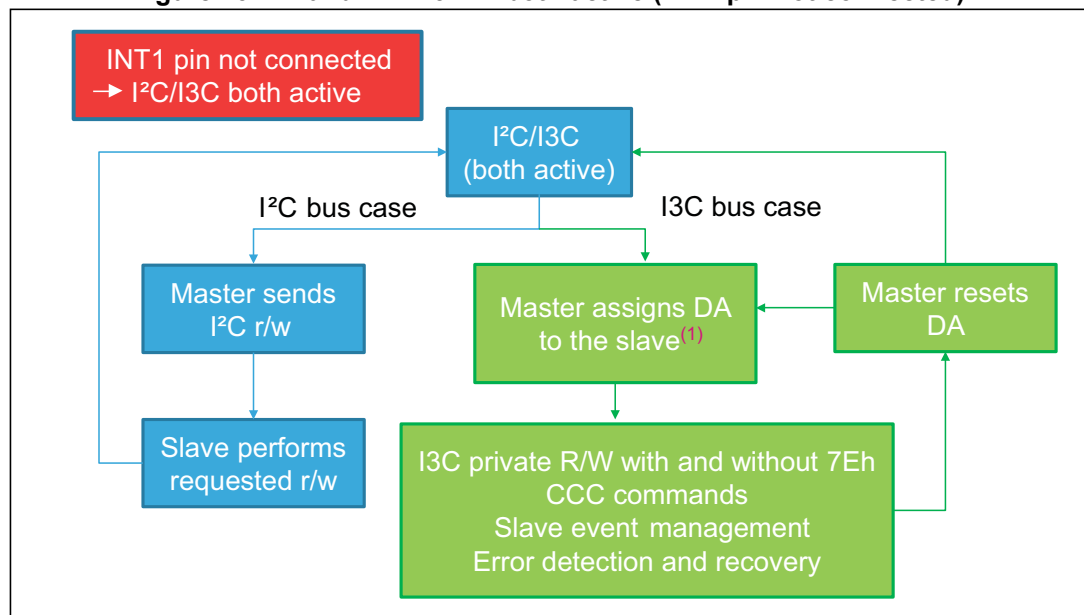 INT1 pin not connected
→ I²C/I3C both active
I²C/I3C
(both active)
I²C bus case
I3C bus case
Master sends
I²C r/w
Master assigns DA
to the slave(1)
Master resets
DA
Slave performs
requested r/w
I3C private R/W with and without 7Eh
CCC commands
Slave event management
Error detection and recovery